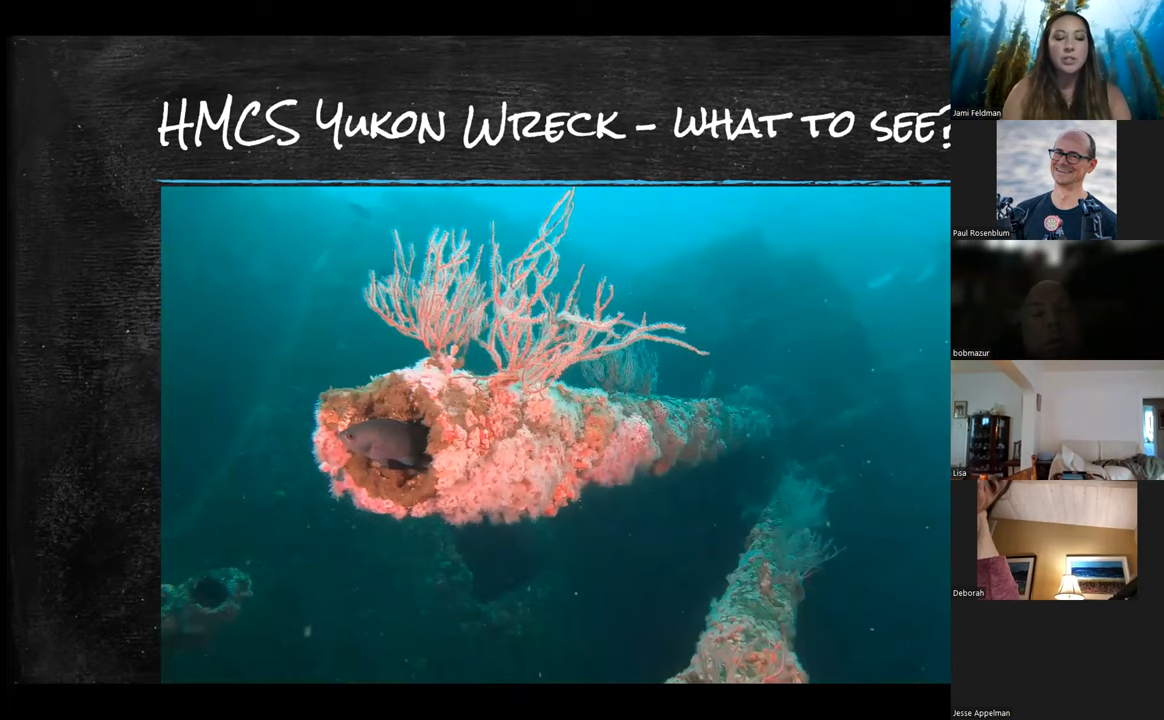 HMCS Yukon Wreck – what to see?
Jami Feldman
Paul Rosenblum
bobmazur
Lisa
Deborah
Jesse Appelman